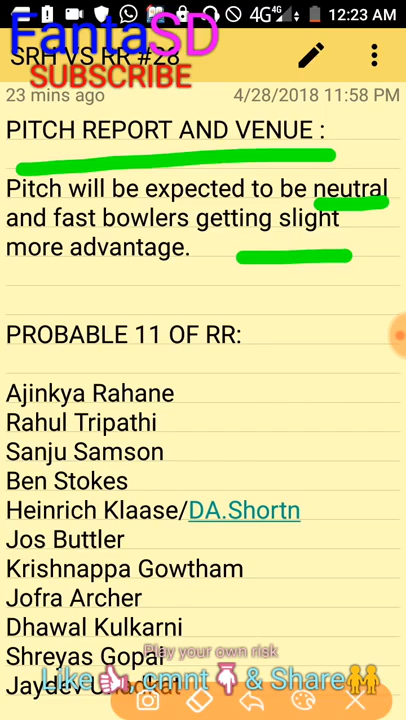 4G 12:23 AM
FantaSD
SRH VS RR #28
SUBSCRIBE
23 mins ago 4/28/2018 11:58 PM
PITCH REPORT AND VENUE :
Pitch will be expected to be neutral
and fast bowlers getting slight
more advantage.
PROBABLE 11 OF RR:
Ajinkya Rahane
Rahul Tripathi
Sanju Samson
Ben Stokes
Heinrich Klaase/DA.Shortn
Jos Buttler
Krishnappa Gowtham
Jofra Archer
Dhawal Kulkarni
Shreyas Gopal
Play your own risk
Like cmnt & Share
Jaydev Unadkat